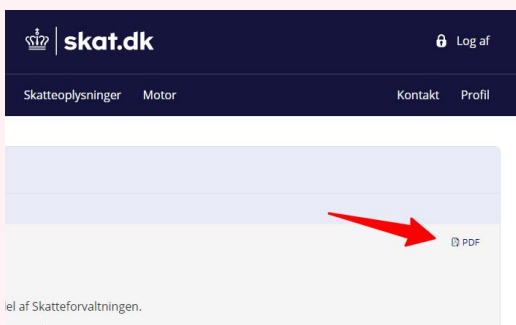 skat.dk
Log af
Skatteoplysninger Motor Kontakt Profil
PDF
el af Skatteforvaltningen.